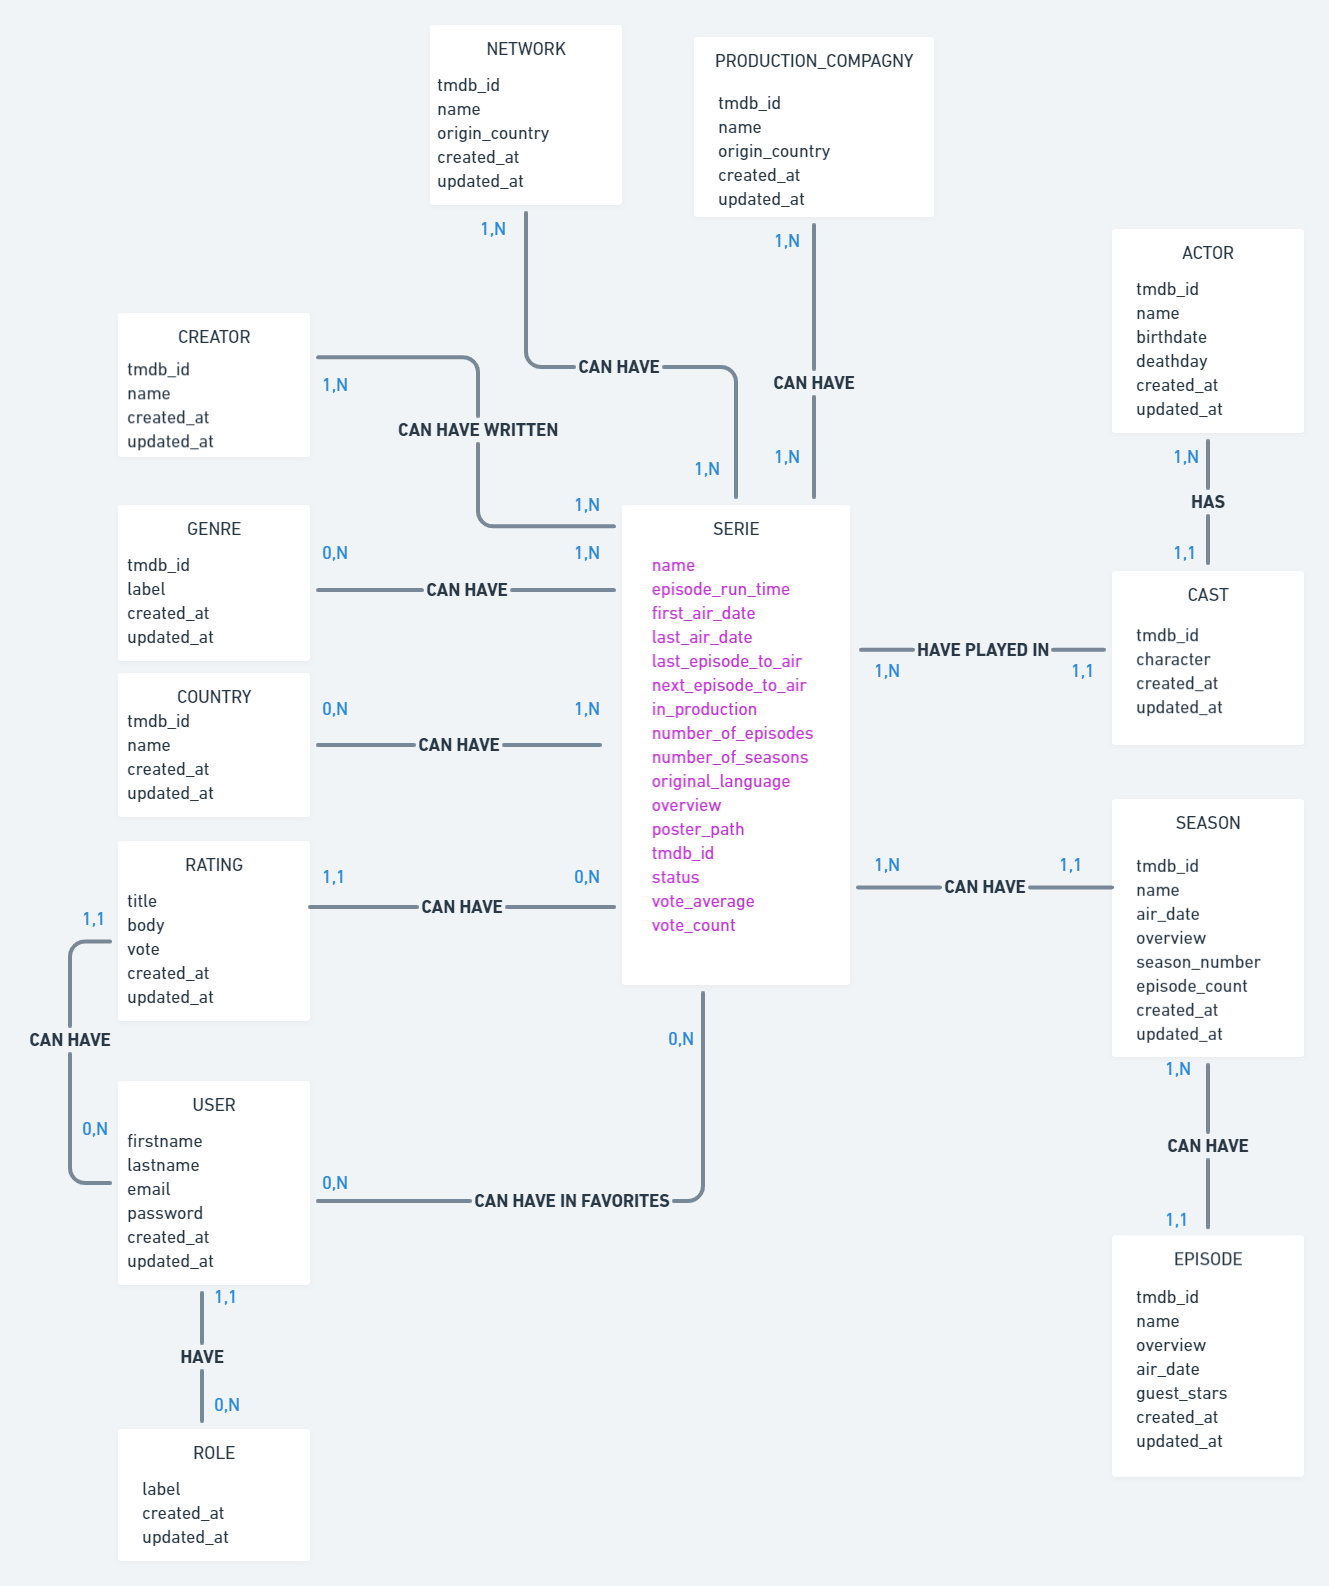 NETWORK
tmdb_id
name
origin_country
created_at
updated_at
1,N
PRODUCTION_COMPAGNY
tmdb_id
name
origin_country
created_at
updated_at
1,N
ACTOR
tmdb_id
name
birthdate
deathday
created_at
updated_at
1,N
HAS
1,1
CREATOR
tmdb_id
name
created_at
updated_at
1,N
CAN HAVE WRITTEN
1,N
CAN HAVE
1,N
CAN HAVE
1,N
GENRE
tmdb_id
label
created_at
updated_at
0,N
CAN HAVE
1,N
COUNTRY
tmdb_id
name
created_at
updated_at
0,N
CAN HAVE
1,N
SERIE
name
episode_run_time
first_air_date
last_air_date
last_episode_to_air
next_episode_to_air
in_production
number_of_episodes
number_of_seasons
original_language
overview
poster_path
tmdb_id
status
vote_average
vote_count
HAVE PLAYED IN
1,N
1,1
CAST
tmdb_id
character
created_at
updated_at
RATING
title
body
vote
created_at
updated_at
1,1
CAN HAVE
0,N
1,1
CAN HAVE
0,N
1,N
CAN HAVE
1,1
SEASON
tmdb_id
name
air_date
overview
season_number
episode_count
created_at
updated_at
1,N
CAN HAVE
1,1
USER
firstname
lastname
email
password
created_at
updated_at
0,N
CAN HAVE IN FAVORITES
0,N
1,1
HAVE
0,N
EPISODE
tmdb_id
name
overview
air_date
guest_stars
created_at
updated_at
ROLE
label
created_at
updated_at